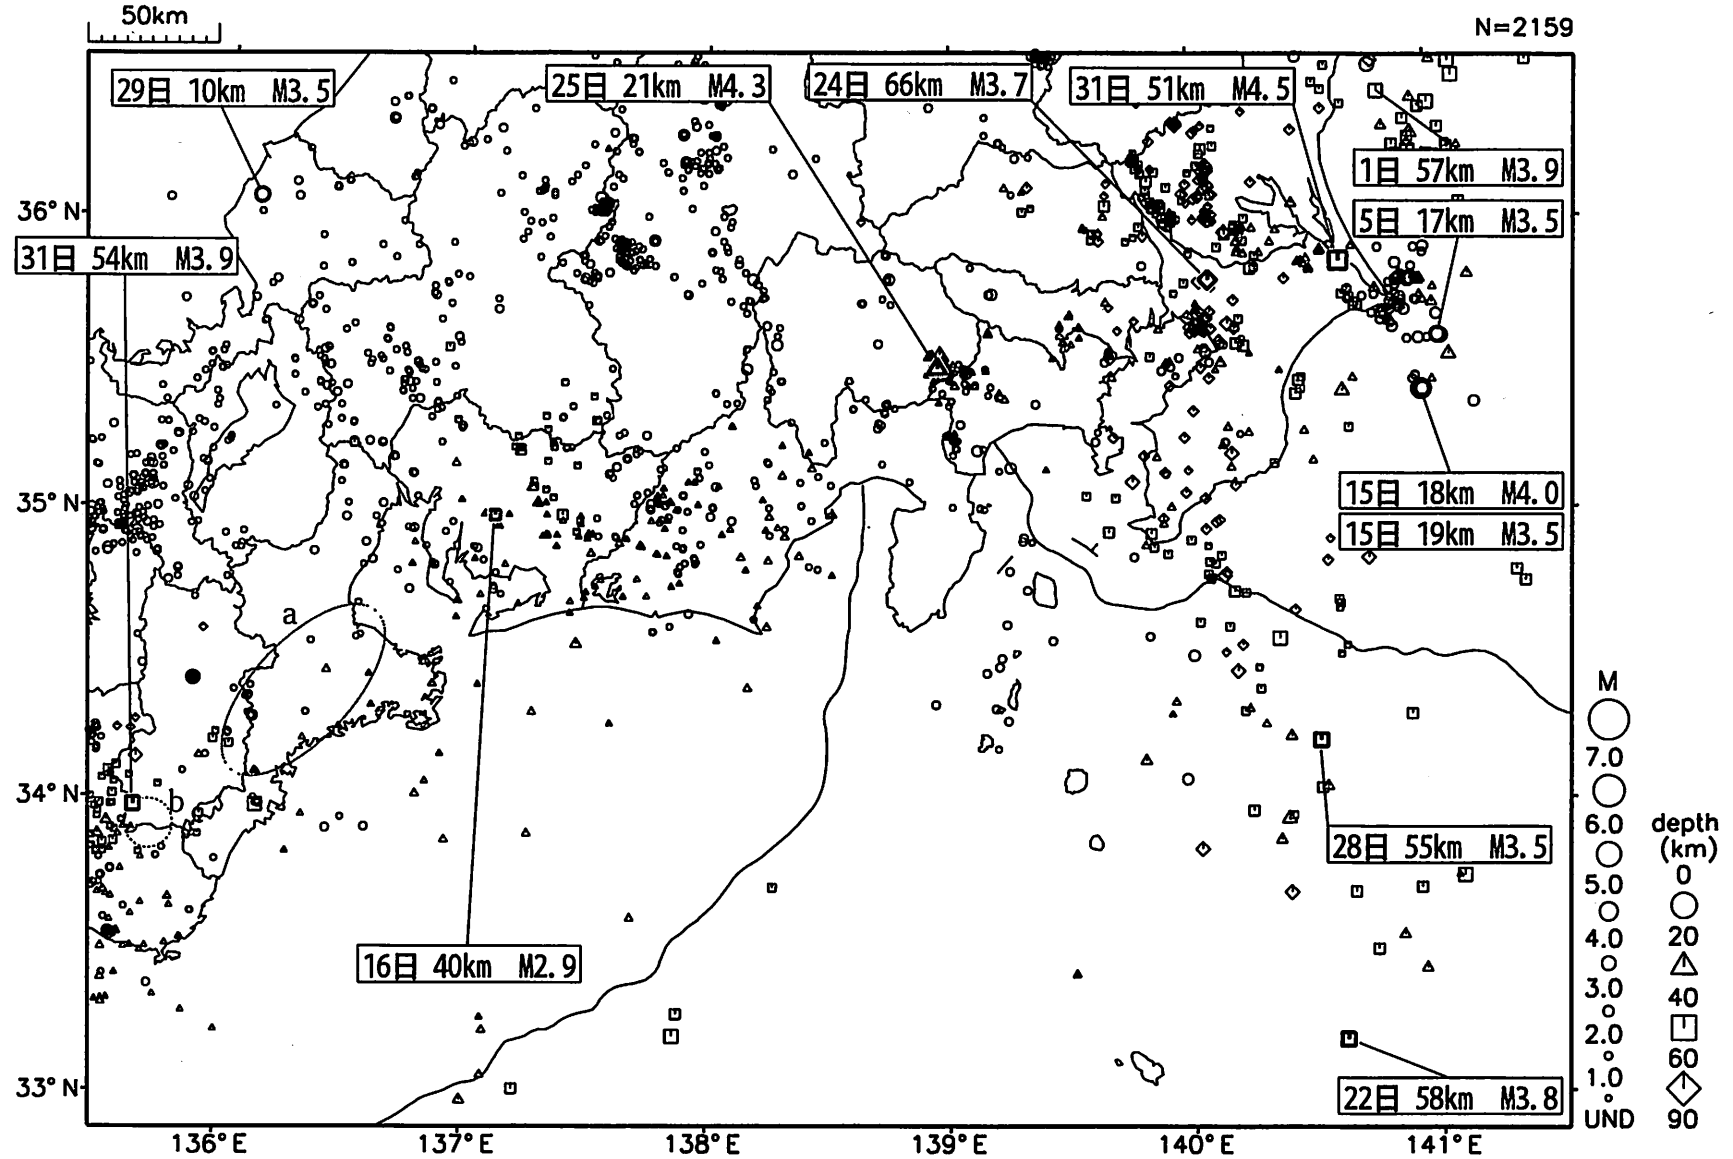 50km
N=2159
29日 10km M3.5
25日 21km M4.3
24日 66km M3.7
31日 51km M4.5
1日 57km M3.9
5日 17km M3.5
36°N
31日 54km M3.9
35°N
15日 18km M4.0
15日 19km M3.5
a
b
34°N
28日 55km M3.5
16日 40km M2.9
22日 58km M3.8
33°N
136°E
137°E
138°E
139°E
140°E
141°E
M
7.0
6.0
5.0
4.0
3.0
2.0
1.0
UND
depth
(km)
0
20
40
60
90